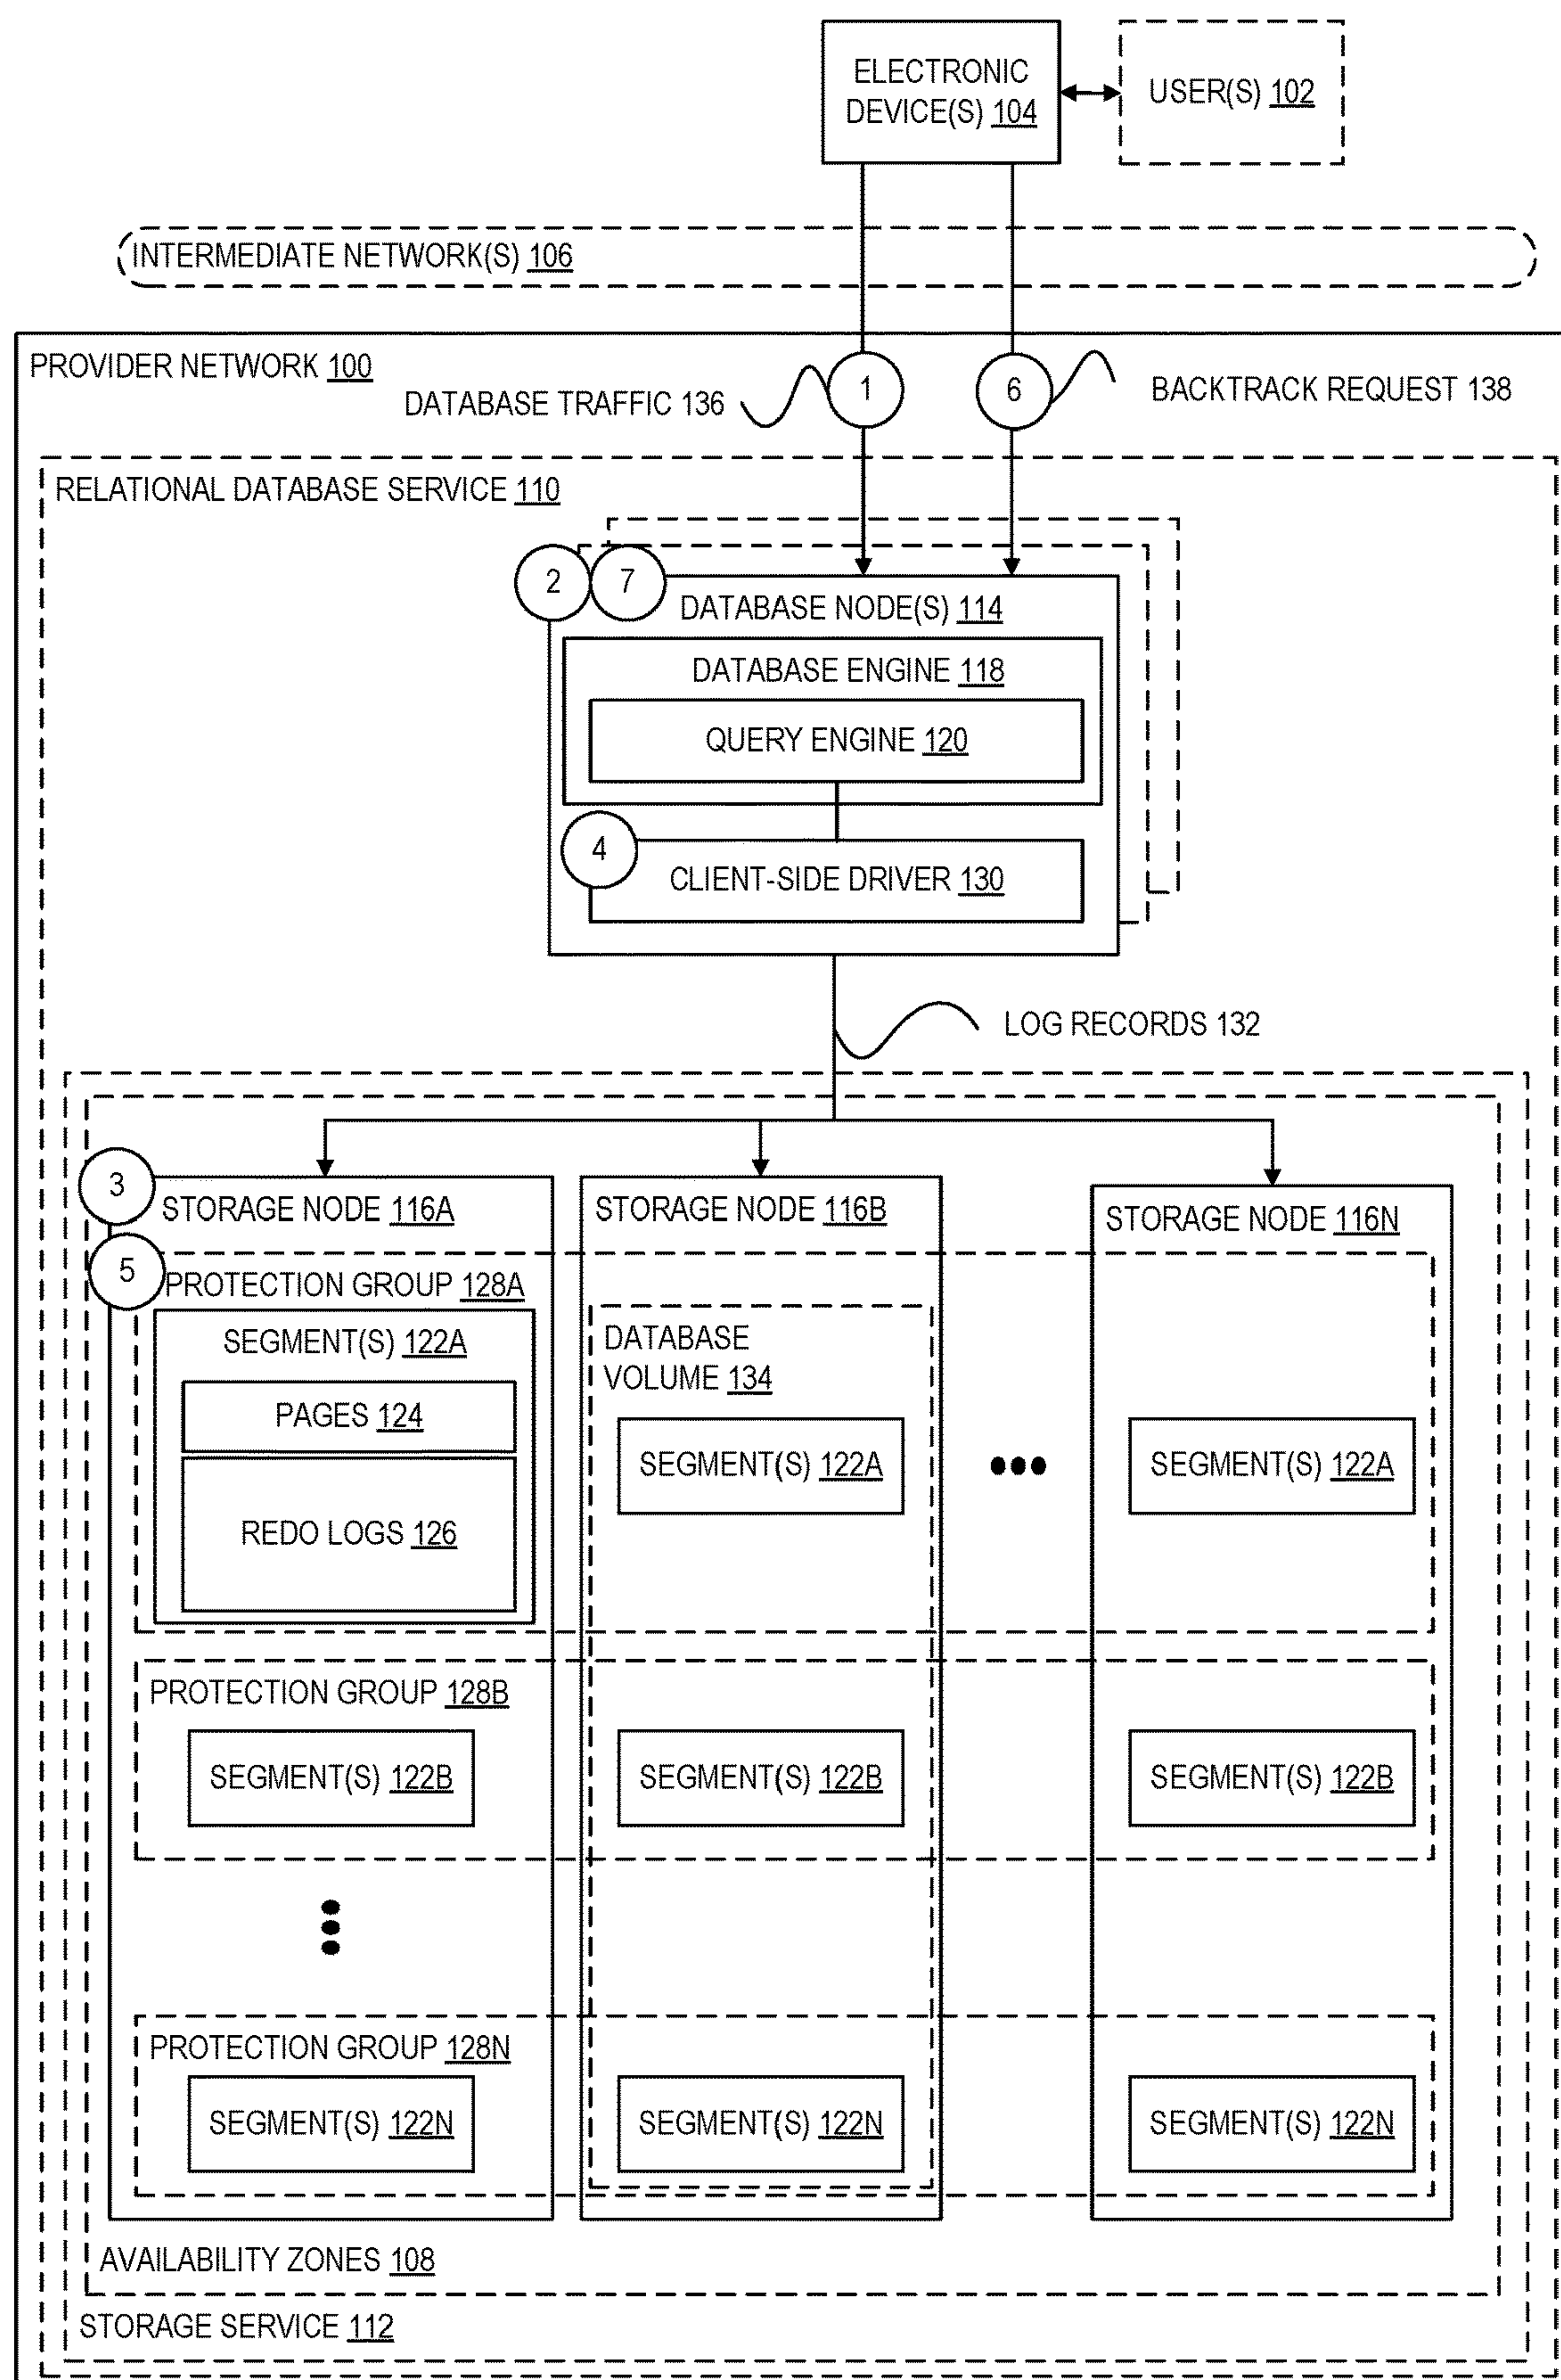 ELECTRONIC
DEVICE(S) 104
USER(S) 102
INTERMEDIATE NETWORK(S) 106
PROVIDER NETWORK 100
DATABASE TRAFFIC 136
1
6
BACKTRACK REQUEST 138
RELATIONAL DATABASE SERVICE 110
2
7
DATABASE NODE(S) 114
DATABASE ENGINE 118
QUERY ENGINE 120
4
CLIENT-SIDE DRIVER 130
LOG RECORDS 132
3
STORAGE NODE 116A
STORAGE NODE 116B
STORAGE NODE 116N
5
PROTECTION GROUP 128A
SEGMENT(S) 122A
PAGES 124
REDO LOGS 126
DATABASE
VOLUME 134
SEGMENT(S) 122A
SEGMENT(S) 122A
PROTECTION GROUP 128B
SEGMENT(S) 122B
SEGMENT(S) 122B
SEGMENT(S) 122B
PROTECTION GROUP 128N
SEGMENT(S) 122N
SEGMENT(S) 122N
SEGMENT(S) 122N
AVAILABILITY ZONES 108
STORAGE SERVICE 112